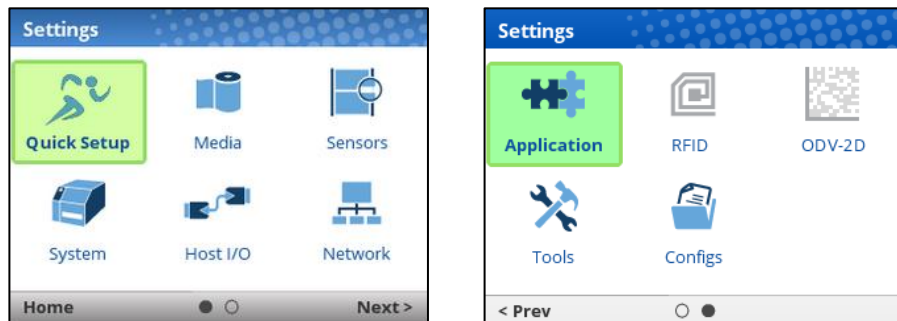 Settings
Quick Setup
Media
Sensors
System
Host I/O
Network
Home
Next >
Settings
Application
RFID
ODV-2D
Tools
Configs
< Prev